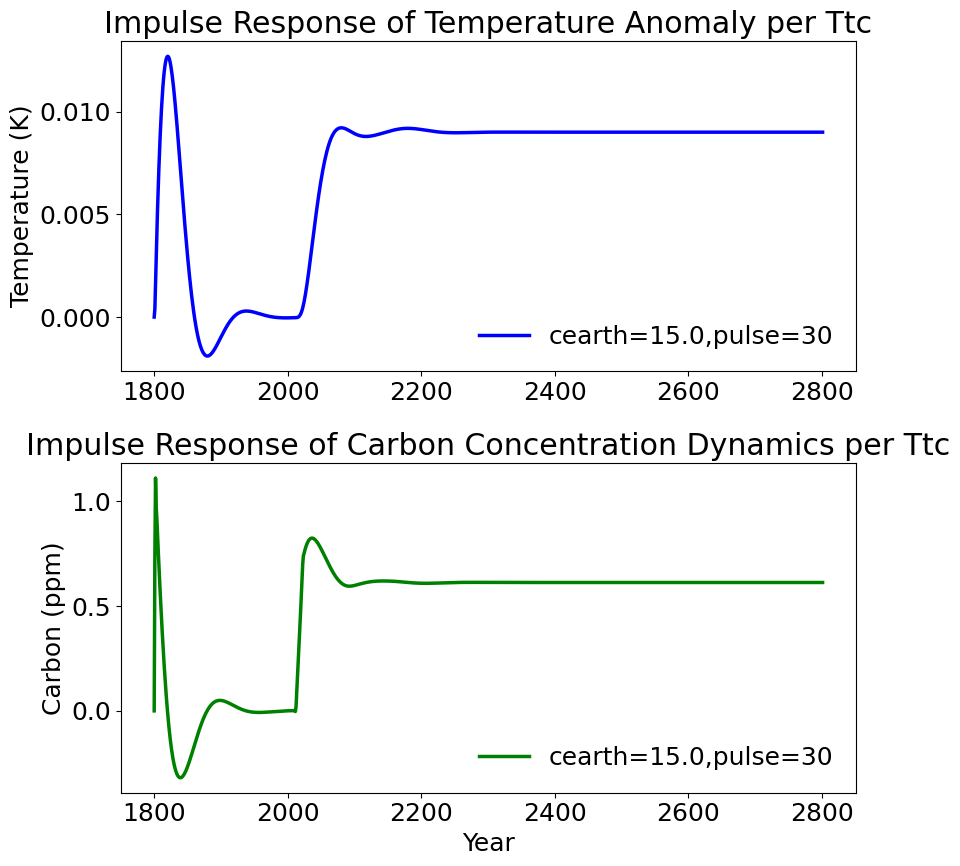 Impulse Response of Temperature Anomaly per Ttc
Temperature (K)
0.010
0.005
0.000
cearth=15.0,pulse=30
1800 2000 2200 2400 2600 2800
Impulse Response of Carbon Concentration Dynamics per Ttc
Carbon (ppm)
1.0
0.5
0.0
cearth=15.0,pulse=30
1800 2000 2200 2400 2600 2800
Year